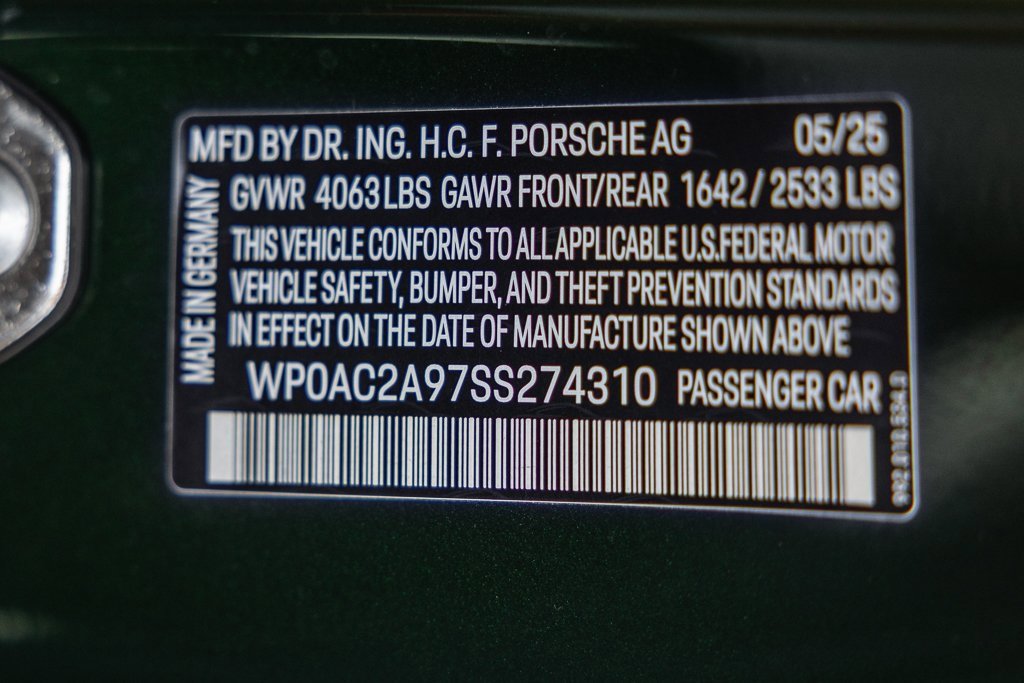 MFD BY DR. ING. H.C. F. PORSCHE AG 05/25
GVWR 4063 LBS GAWR FRONT/REAR 1642 / 2533 LBS
THIS VEHICLE CONFORMS TO ALL APPLICABLE U.S.FEDERAL MOTOR
VEHICLE SAFETY, BUMPER, AND THEFT PREVENTION STANDARDS
IN EFFECT ON THE DATE OF MANUFACTURE SHOWN ABOVE
WP0AC2A97SS274310 PASSENGER CAR
MADE IN GERMANY